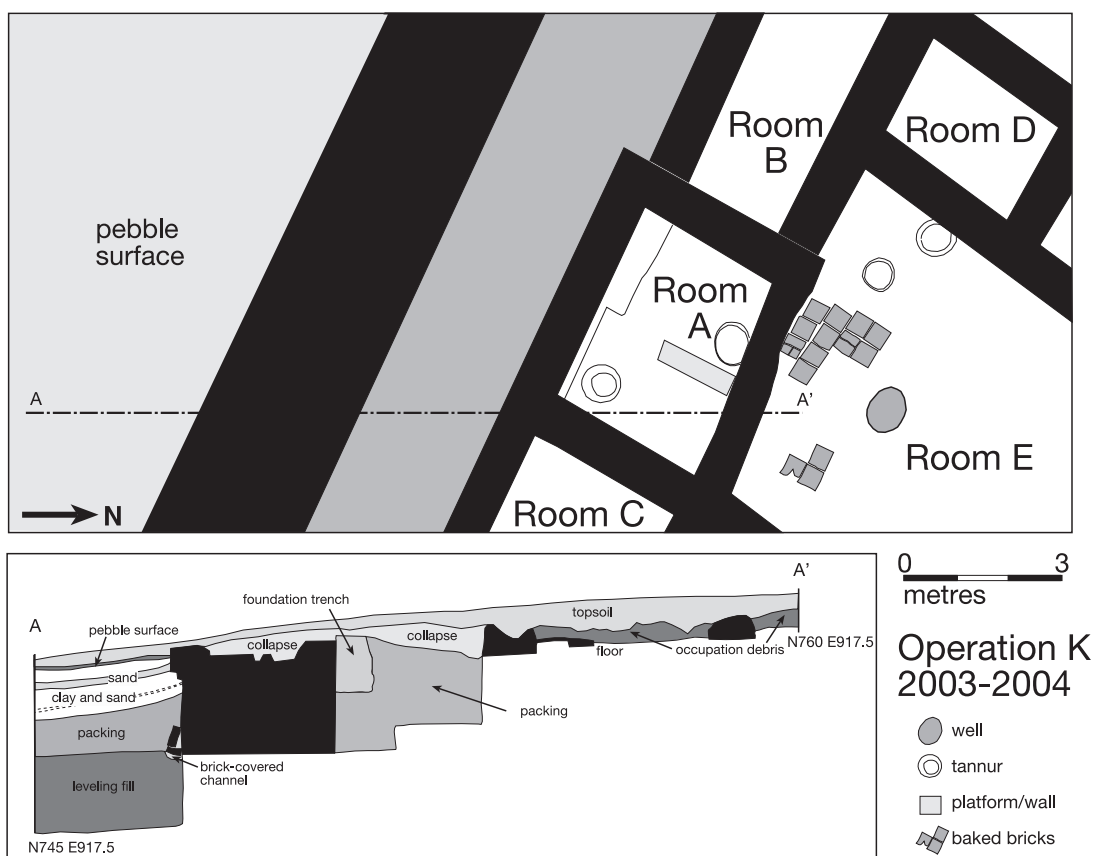 pebble
surface
Room
B
Room D
Room
A
A
A'
Room E
Room C
N
A
A'
foundation trench
topsoil
pebble surface
collapse
collapse
floor
occupation debris
N760 E917.5
sand
clay and sand
packing
packing
brick-covered
channel
leveling fill
N745 E917.5
0 3
metres
Operation K
2003-2004
well
tannur
platform/wall
baked bricks